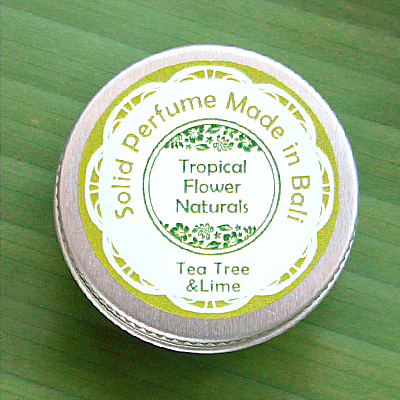 Solid Perfume Made in Bali
Tropical
Flower
Naturals
Tea Tree
&Lime